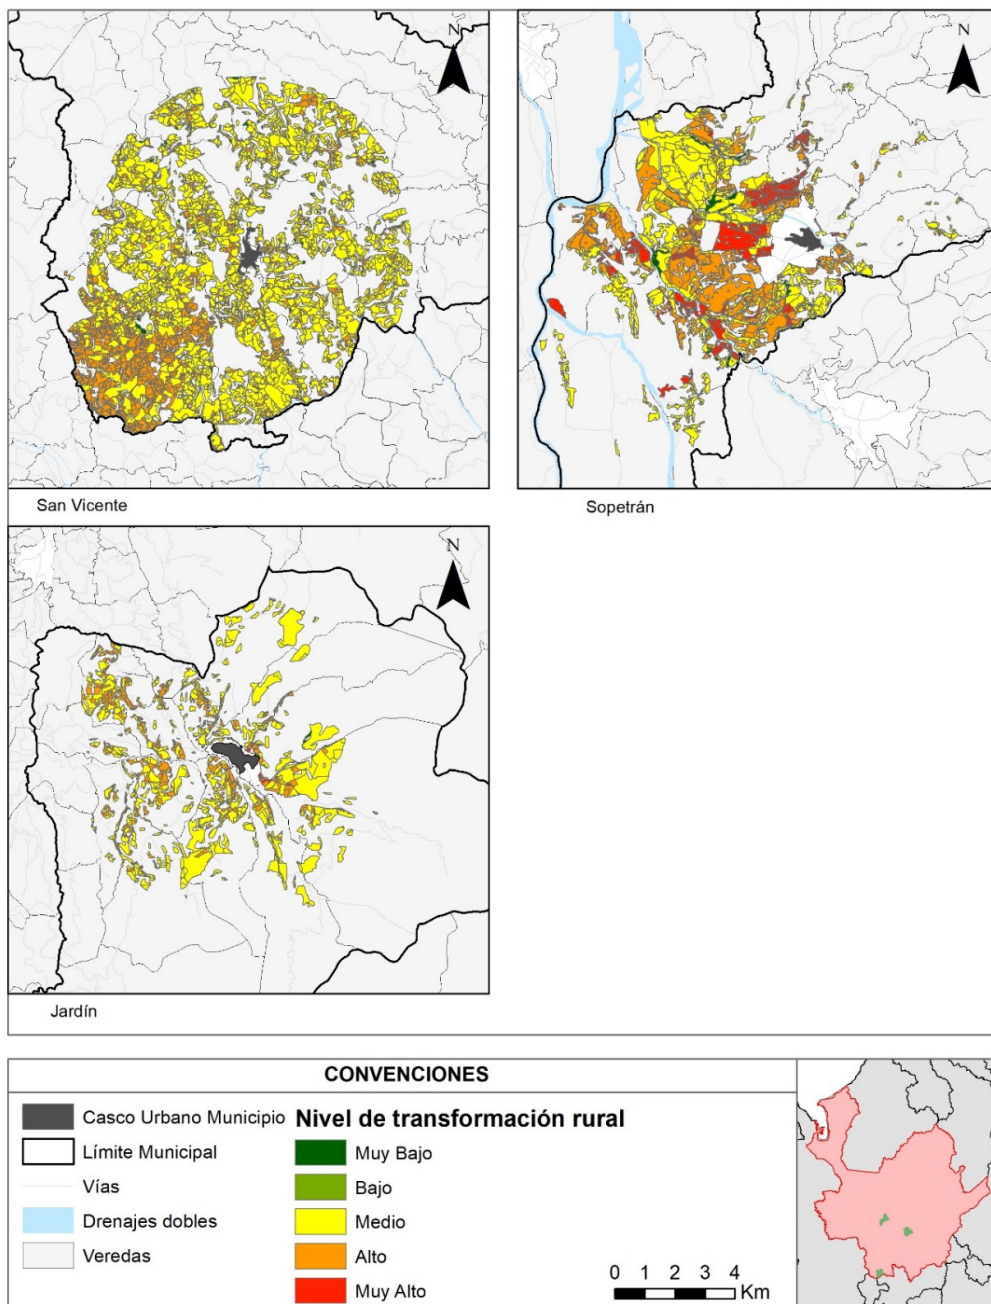 N
N
San Vicente
Sopetrán
N
Jardín
CONVENCIONES
Casco Urbano Municipio
Límite Municipal
Vías
Drenajes dobles
Veredas
Nivel de transformación rural
Muy Bajo
Bajo
Medio
Alto
Muy Alto
0 1 2 3 4
Km